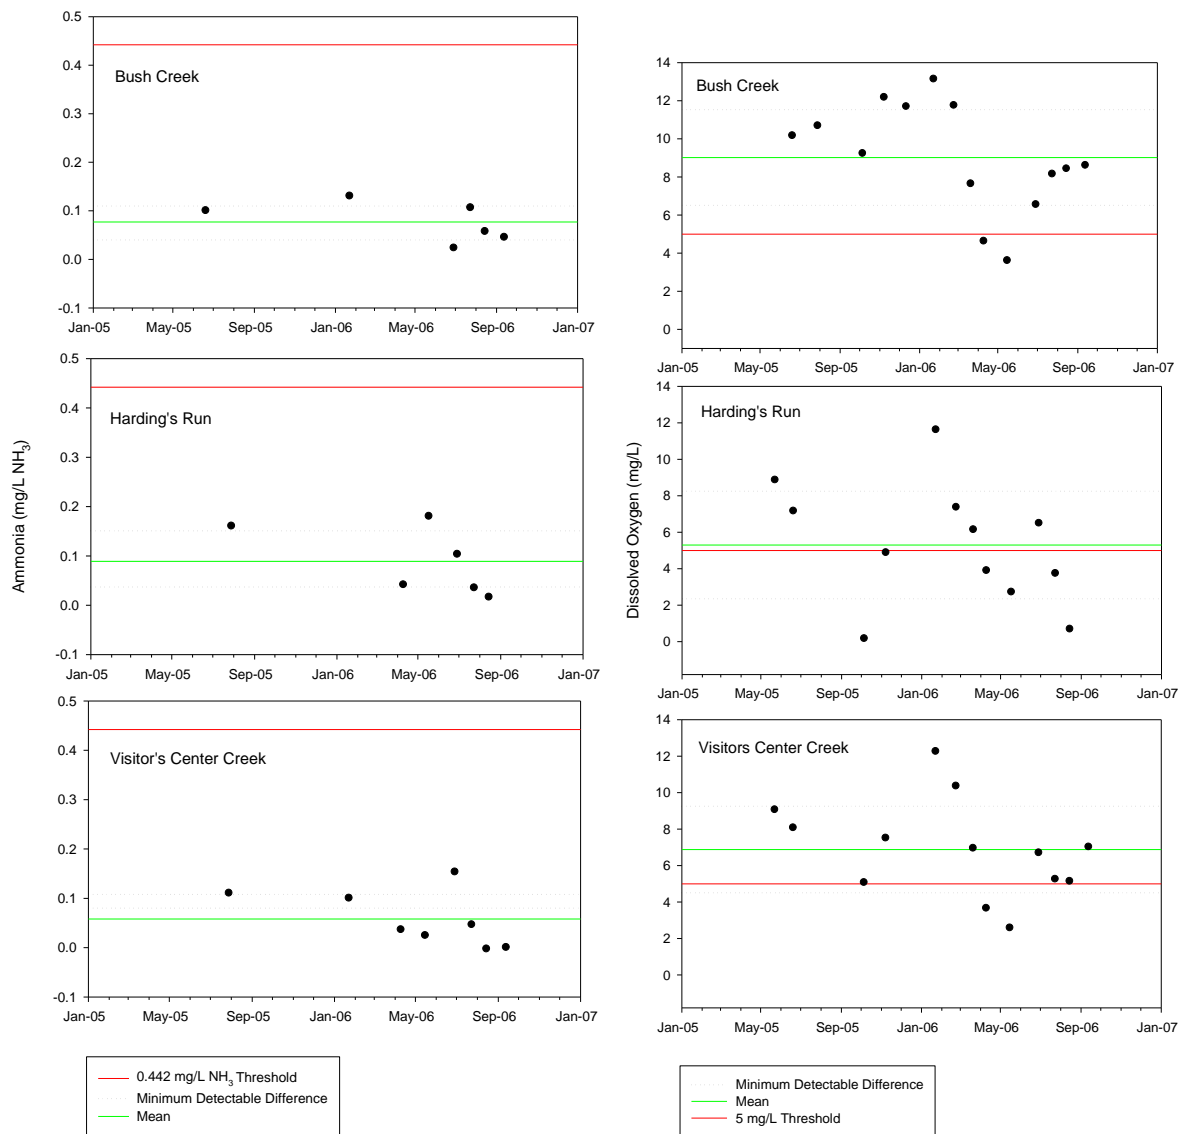 0.5
0.4
0.3
0.2
0.1
0.0
-0.1
Bush Creek
Jan-05 May-05 Sep-05 Jan-06 May-06 Sep-06 Jan-07
0.5
0.4
0.3
0.2
0.1
0.0
-0.1
Harding's Run
Jan-05 May-05 Sep-05 Jan-06 May-06 Sep-06 Jan-07
Ammonia (mg/L NH3)
0.5
0.4
0.3
0.2
0.1
0.0
-0.1
Visitor's Center Creek
Jan-05 May-05 Sep-05 Jan-06 May-06 Sep-06 Jan-07
0.442 mg/L NH3 Threshold
Minimum Detectable Difference
Mean
14
12
10
8
6
4
2
0
Bush Creek
Jan-05 May-05 Sep-05 Jan-06 May-06 Sep-06 Jan-07
14
12
10
8
6
4
2
0
Harding's Run
Jan-05 May-05 Sep-05 Jan-06 May-06 Sep-06 Jan-07
Dissolved Oxygen (mg/L)
14
12
10
8
6
4
2
0
Visitors Center Creek
Jan-05 May-05 Sep-05 Jan-06 May-06 Sep-06 Jan-07
Minimum Detectable Difference
Mean
5 mg/L Threshold